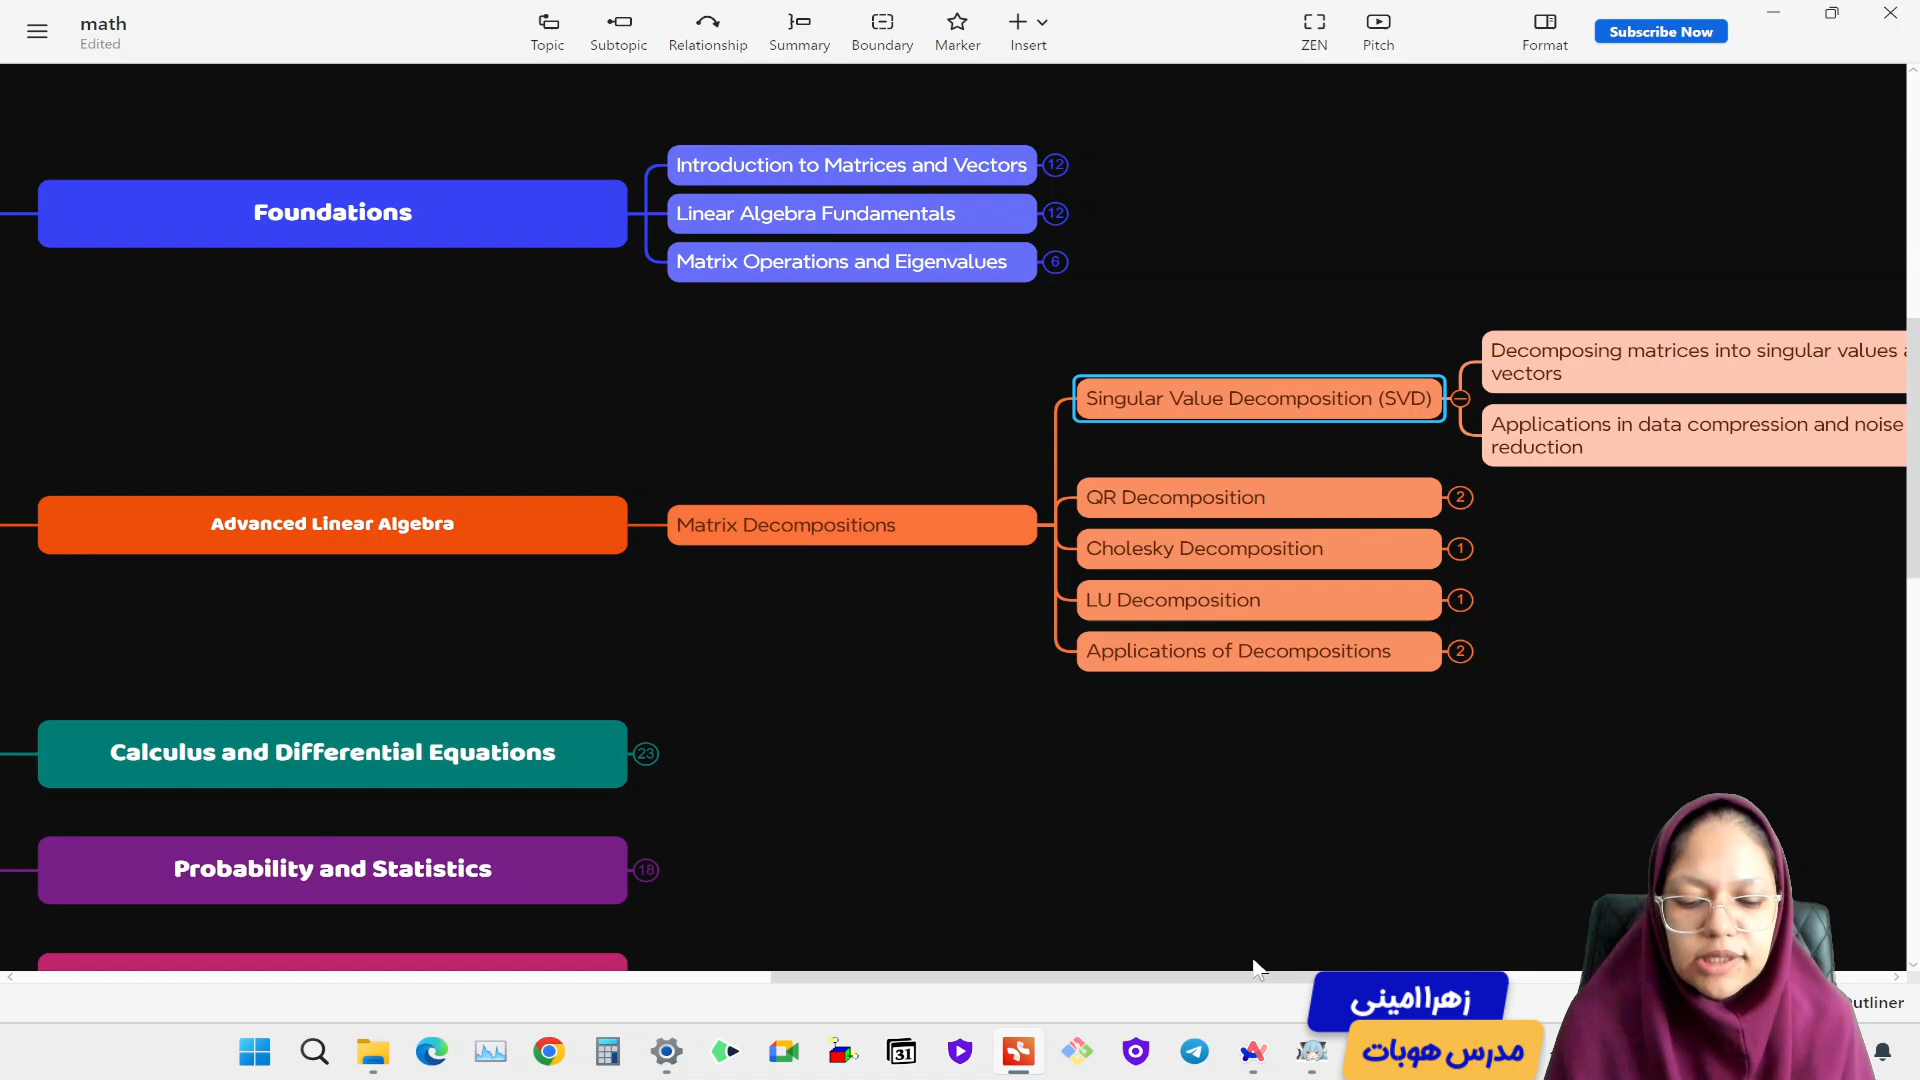 math
Edited
Topic
Subtopic
Relationship
Summary
Boundary
Marker
Insert
ZEN
Pitch
Format
Subscribe Now
Foundations
Introduction to Matrices and Vectors
12
Linear Algebra Fundamentals
12
Matrix Operations and Eigenvalues
6
Advanced Linear Algebra
Matrix Decompositions
Singular Value Decomposition (SVD)
Decomposing matrices into singular values
vectors
Applications in data compression and noise
reduction
QR Decomposition
2
Cholesky Decomposition
1
LU Decomposition
1
Applications of Decompositions
2
Calculus and Differential Equations
23
Probability and Statistics
18
utliner
زهرا امینی
مدرس هوبات
31